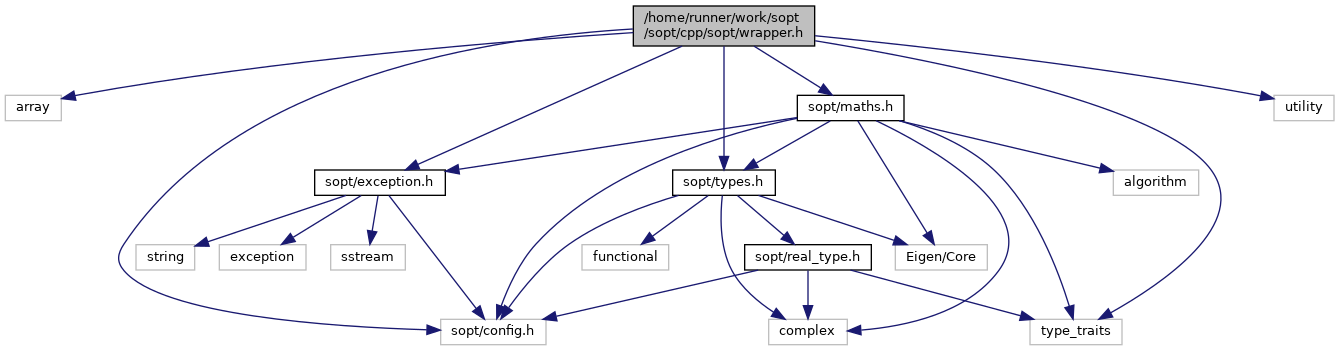 /home/runner/work/sopt
/sopt/cpp/sopt/wrapper.h
array
sopt/maths.h
utility
sopt/exception.h
sopt/types.h
algorithm
string
exception
sstream
functional
sopt/real_type.h
Eigen/Core
sopt/config.h
complex
type_traits